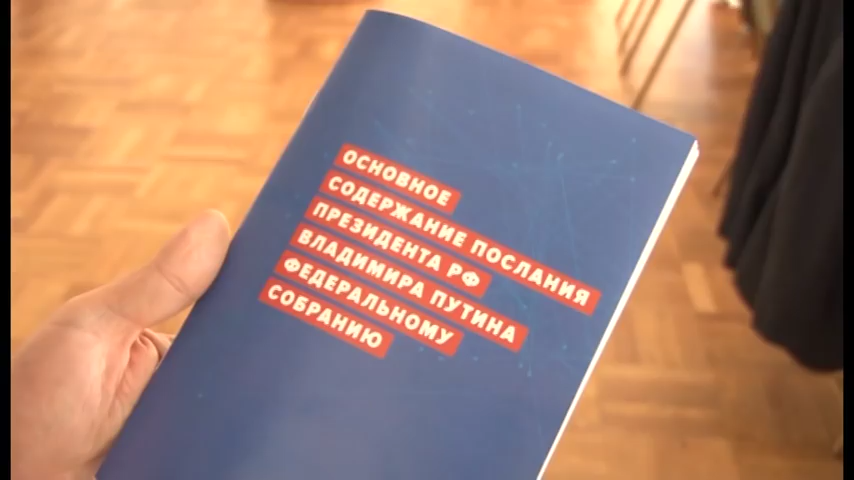 ОСНОВНОЕ
СОДЕРЖАНИЕ ПОСЛАНИЯ
ПРЕЗИДЕНТА РФ
ВЛАДИМИРА ПУТИНА
ФЕДЕРАЛЬНОМУ
СОБРАНИЮ